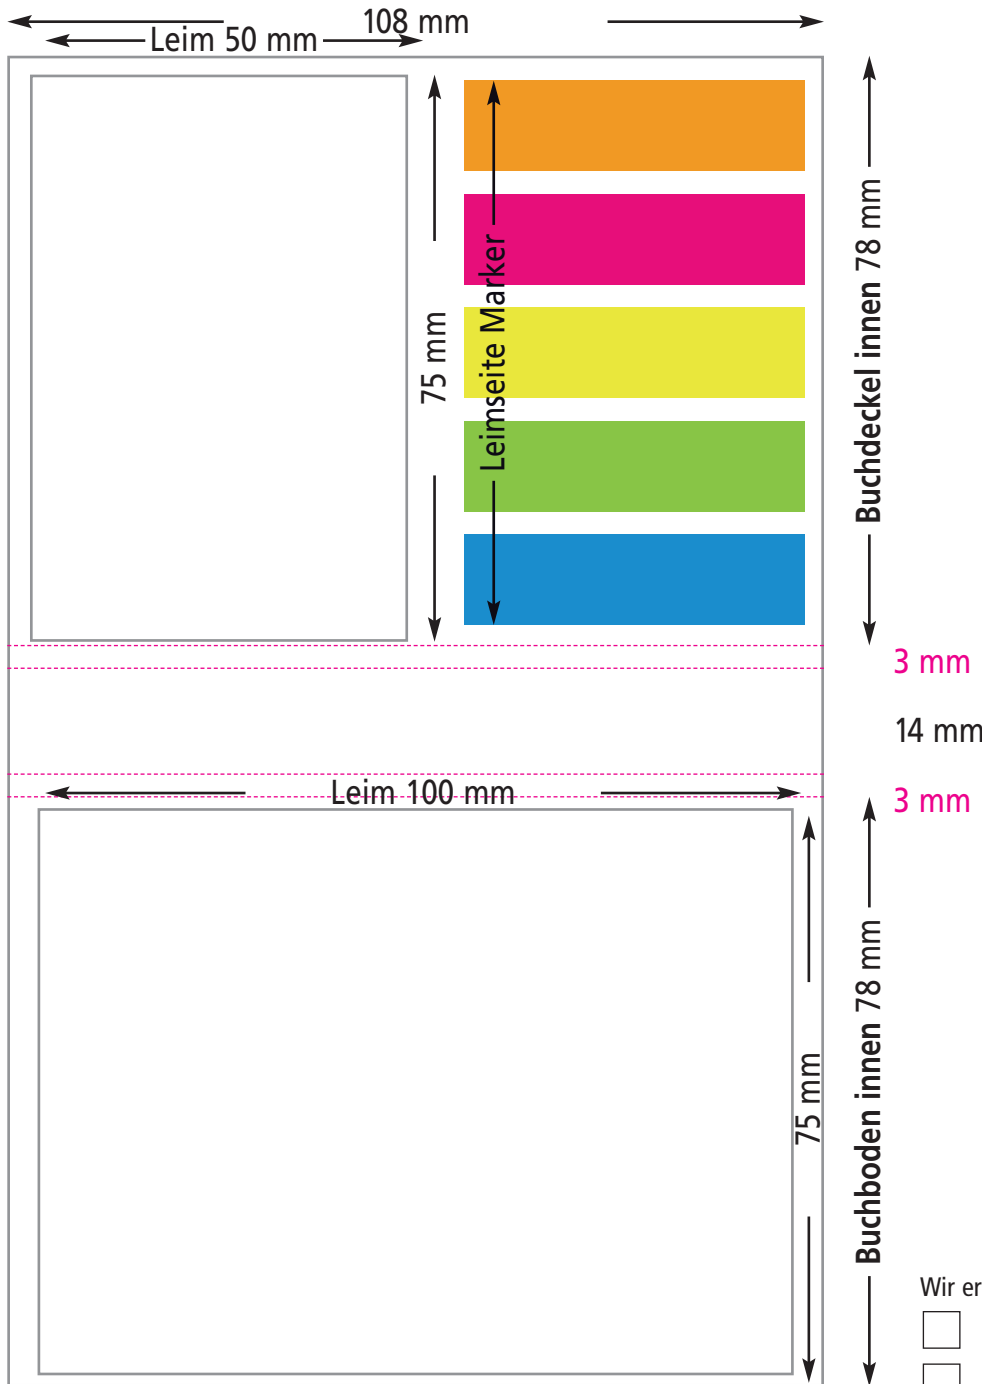 108 mm
Leim 50 mm
75 mm
Leimseite Marker
Buchdeckel innen 78 mm
3 mm
14 mm
Leim 100 mm
3 mm
75 mm
Buchboden innen 78 mm
Wir er